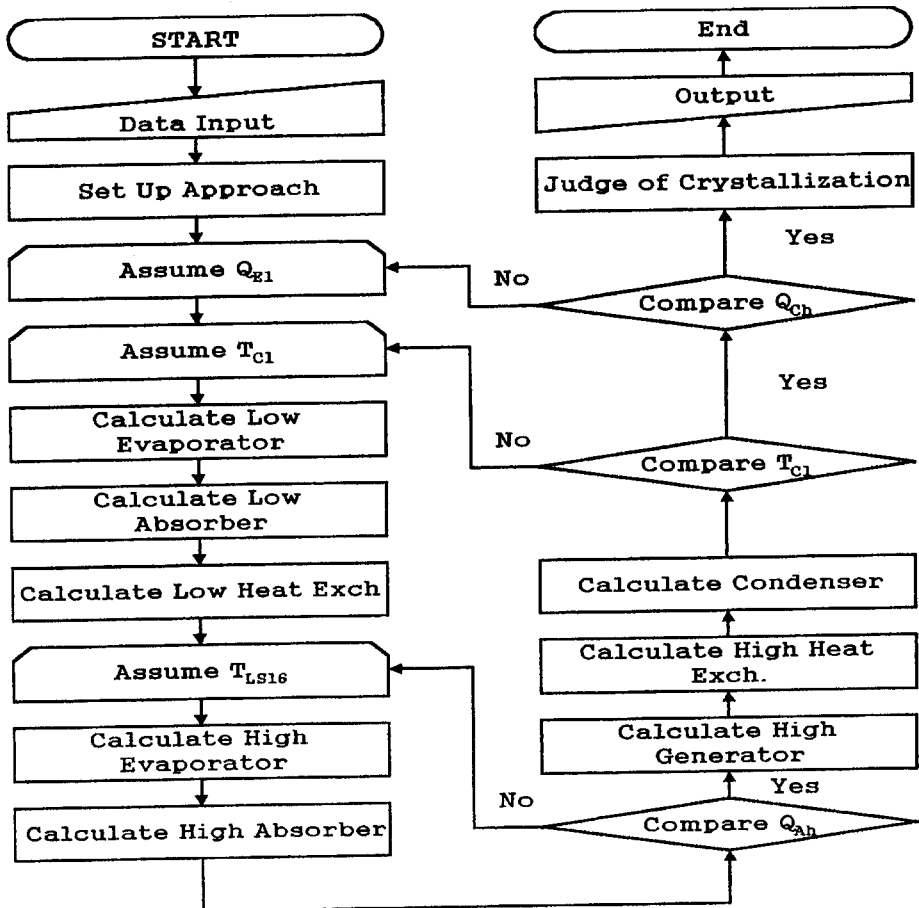 START
Data Input
Set Up Approach
Assume Q_E1
Assume T_C1
Calculate Low
Evaporator
Calculate Low
Absorber
Calculate Low Heat Exch
Assume T_LS16
Calculate High
Evaporator
Calculate High Absorber
End
Output
Judge of Crystallization
Yes
No
Compare Q_Ch
Yes
No
Compare T_C1
Calculate Condenser
Calculate High Heat
Exch.
Calculate High
Generator
Yes
No
Compare Q_Ah